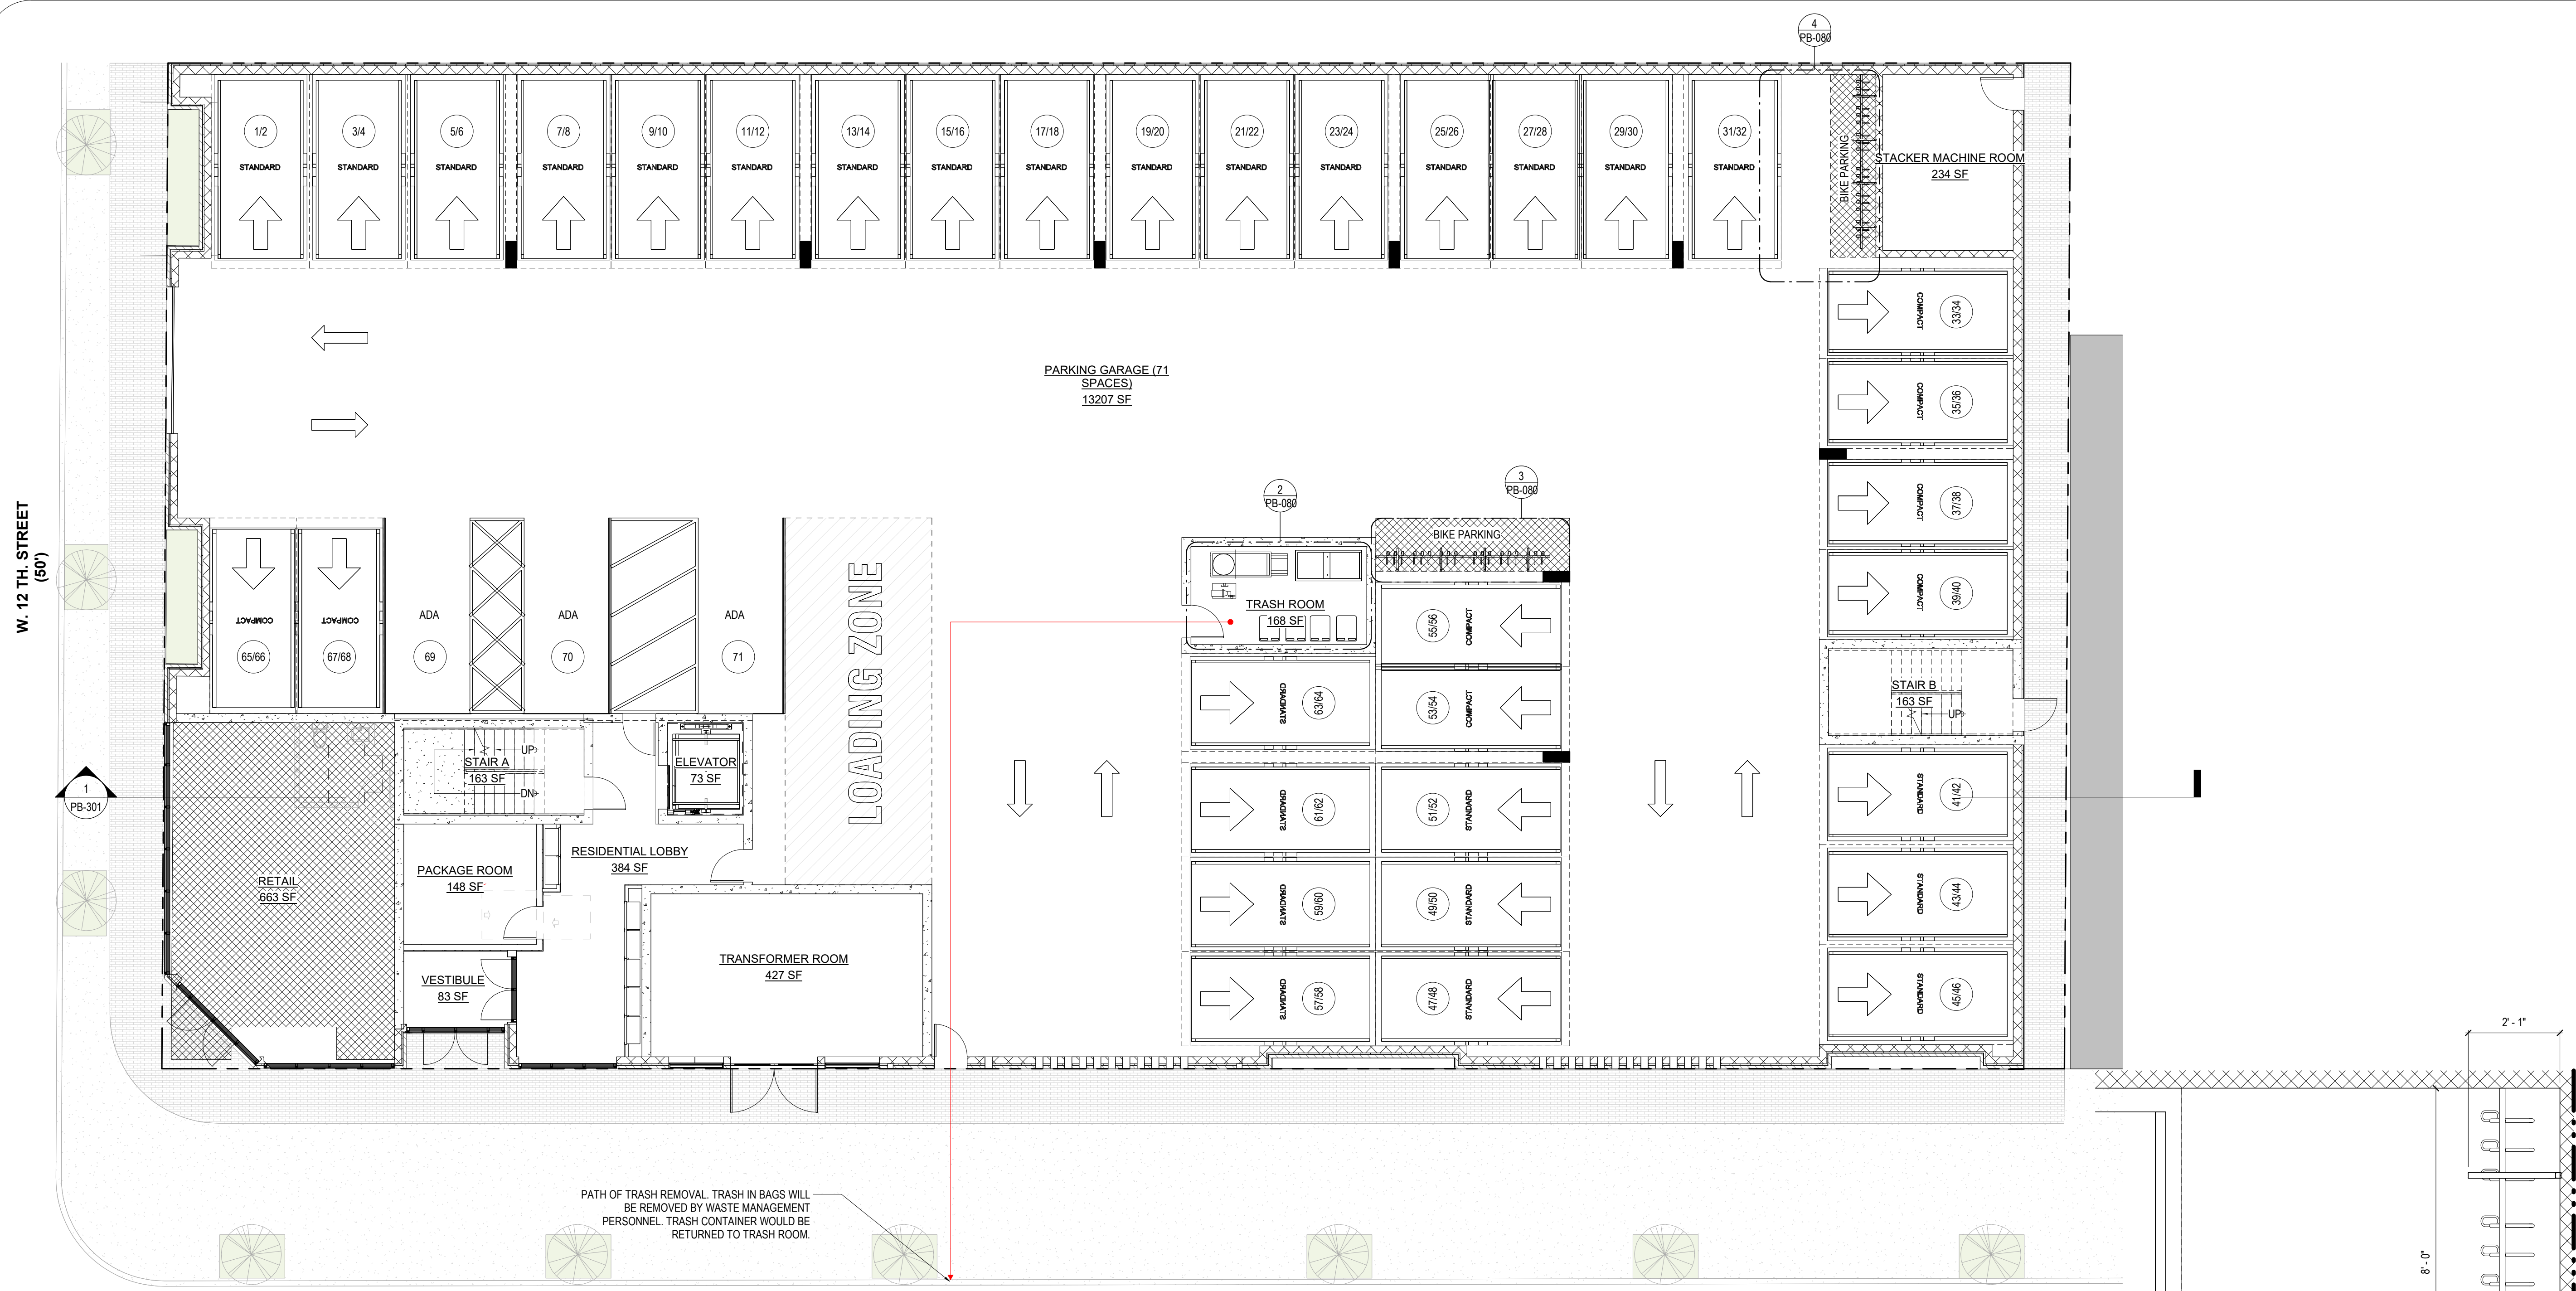 4
PB-080
1/2
STANDARD
3/4
STANDARD
5/6
STANDARD
7/8
STANDARD
9/10
STANDARD
11/12
STANDARD
13/14
STANDARD
15/16
STANDARD
17/18
STANDARD
19/20
STANDARD
21/22
STANDARD
23/24
STANDARD
25/26
STANDARD
27/28
STANDARD
29/30
STANDARD
31/32
STANDARD
BIKE PARKING
STACKER MACHINE ROOM
234 SF
COMPACT
33/34
COMPACT
35/36
COMPACT
37/38
COMPACT
39/40
PARKING GARAGE (71
SPACES)
13207 SF
W. 12 TH. STREET
(50')
2
PB-080
3
PB-080
BIKE PARKING
COMPACT
65/66
COMPACT
67/68
ADA
69
ADA
70
ADA
71
LOADING ZONE
TRASH ROOM
168 SF
55/56
COMPACT
53/54
COMPACT
STANDARD
63/64
STAIR B
163 SF
UP
1
PB-301
STAIR A
163 SF
UP
DN
ELEVATOR
73 SF
STANDARD
61/62
51/52
STANDARD
STANDARD
41/42
RESIDENTIAL LOBBY
384 SF
PACKAGE ROOM
148 SF
RETAIL
663 SF
STANDARD
59/60
49/50
STANDARD
STANDARD
43/44
TRANSFORMER ROOM
427 SF
VESTIBULE
83 SF
STANDARD
57/58
47/48
STANDARD
STANDARD
45/46
2' - 1"
8' - 0"
PATH OF TRASH REMOVAL. TRASH IN BAGS WILL
BE REMOVED BY WASTE MANAGEMENT
PERSONNEL. TRASH CONTAINER WOULD BE
RETURNED TO TRASH ROOM.